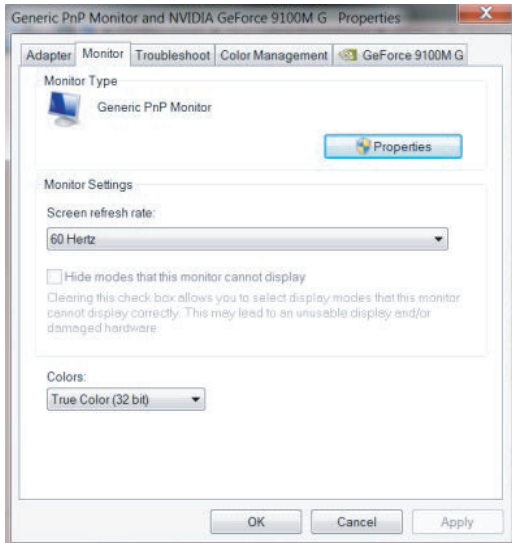 Generic PnP Monitor and NVIDIA GeForce 9100M G Properties
Adapter Monitor Troubleshoot Color Management GeForce 9100M G
Monitor Type
Generic PnP Monitor
Properties
Monitor Settings
Screen refresh rate:
60 Hertz
Hide modes that this monitor cannot display
Clearing this check box allows you to select display modes that this monitor
cannot display correctly. This may lead to an unusable display and/or
damaged hardware.
Colors:
True Color (32 bit)
OK Cancel Apply